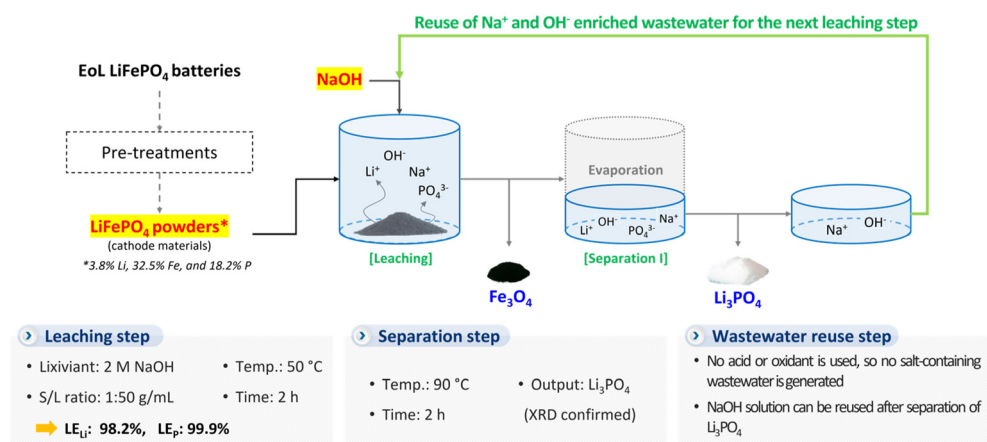 Reuse of Na⁺ and OH⁻ enriched wastewater for the next leaching step
EoL LiFePO₄ batteries
NaOH
Pre-treatments
OH⁻
Li⁺
Na⁺
PO₄³⁻
Evaporation
LiFePO₄ powders*
(cathode materials)
*3.8% Li, 32.5% Fe, and 18.2% P
Li⁺
OH⁻
PO₄³⁻
Na⁺
Na⁺
OH⁻
[Leaching]
[Separation I]
Fe₃O₄
Li₃PO₄
Leaching step
• Lixiviant: 2 M NaOH
• Temp.: 50 °C
• S/L ratio: 1:50 g/mL
• Time: 2 h
LE_Li: 98.2%, LE_P: 99.9%
Separation step
• Temp.: 90 °C
• Output: Li₃PO₄
• Time: 2 h
(XRD confirmed)
Wastewater reuse step
• No acid or oxidant is used, so no salt-containing
wastewater is generated
• NaOH solution can be reused after separation of
Li₃PO₄